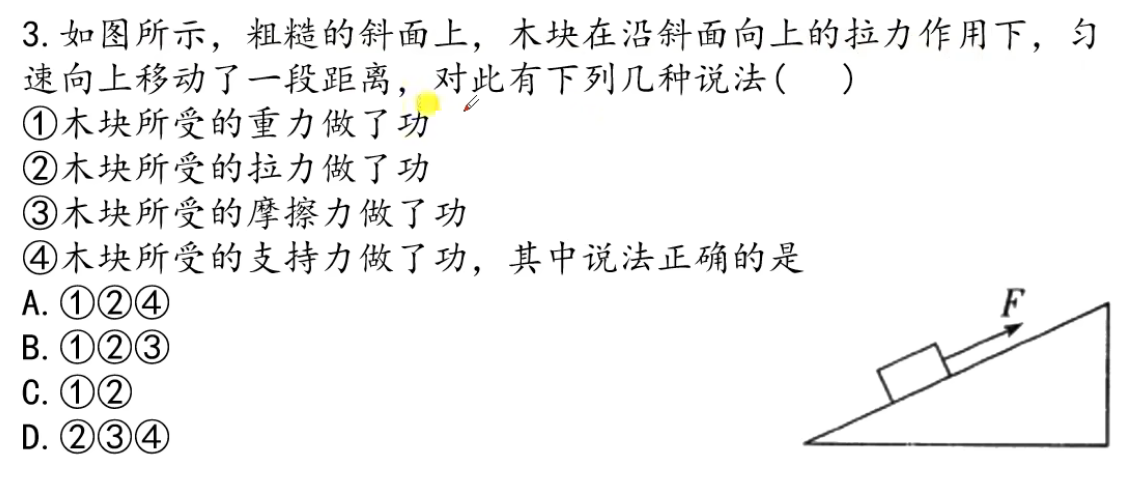 3. 如图所示，粗糙的斜面上，木块在沿斜面向上的拉力作用下，匀
速向上移动了一段距离，对此有下列几种说法(　)
①木块所受的重力做了功
②木块所受的拉力做了功
③木块所受的摩擦力做了功
④木块所受的支持力做了功，其中说法正确的是
A. ①②④
B. ①②③
C. ①②
D. ②③④
F